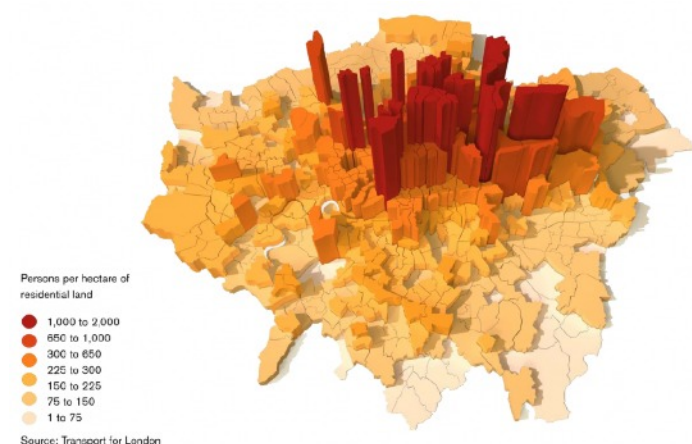 Persons per hectare of
residential land
1,000 to 2,000
650 to 1,000
300 to 650
225 to 300
150 to 225
75 to 150
1 to 75
Source: Transport for London